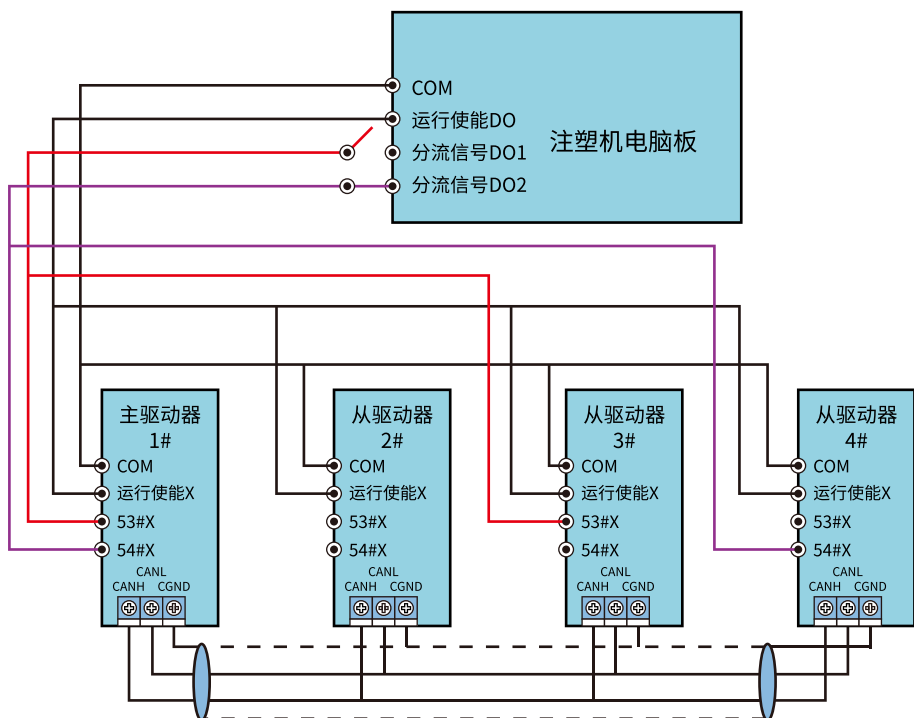 COM
运行使能DO
分流信号DO1
分流信号DO2
注塑机电脑板
主驱动器
1#
COM
运行使能X
53#X
54#X
CANL
CANH CGND
从驱动器
2#
COM
运行使能X
53#X
54#X
CANL
CANH CGND
从驱动器
3#
COM
运行使能X
53#X
54#X
CANL
CANH CGND
从驱动器
4#
COM
运行使能X
53#X
54#X
CANL
CANH CGND